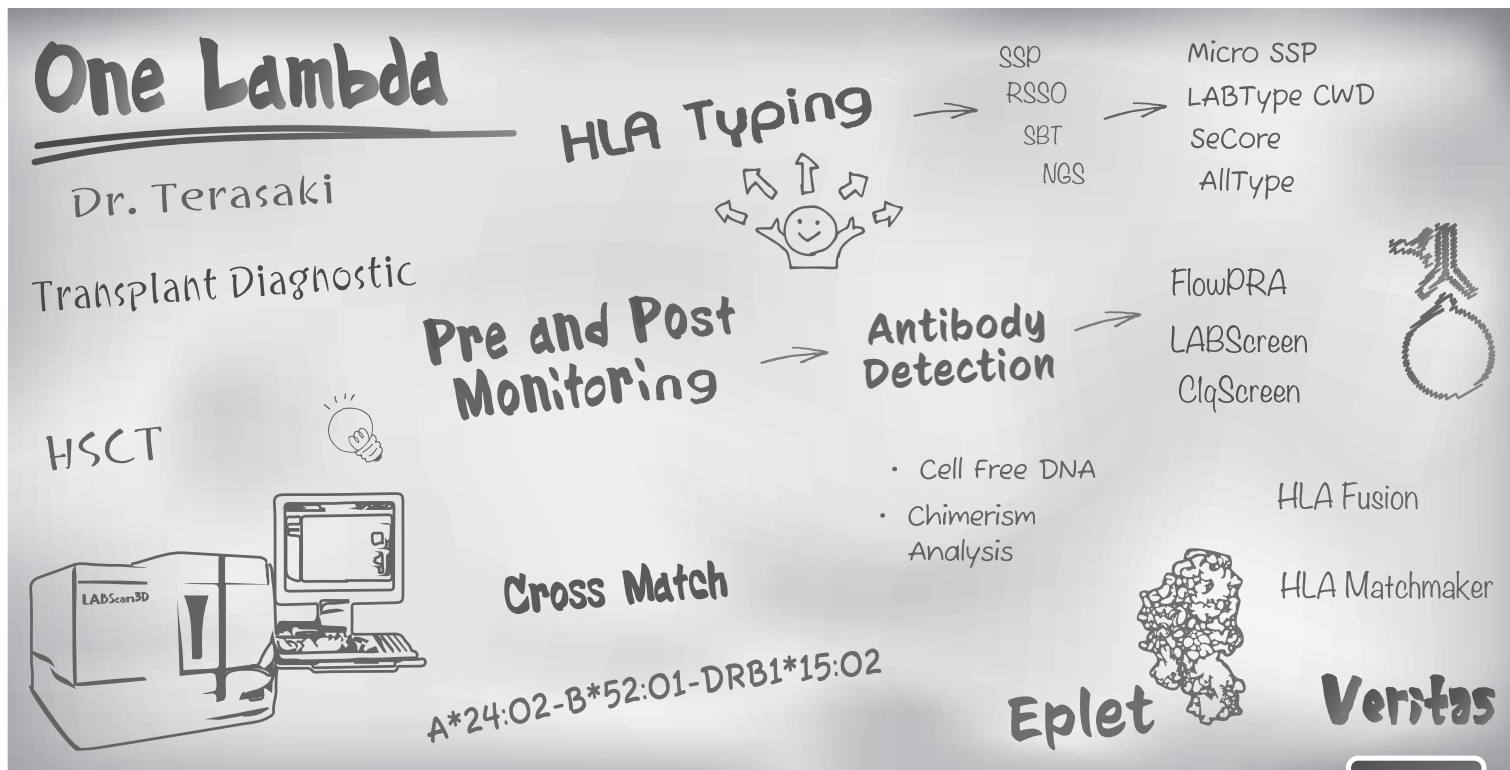 One Lambda
Dr. Terasaki
Transplant Diagnostic
HSCT
LABScan3D
HLA Typing
SSP
RSSO
SBT
NGS
Micro SSP
LABType CWD
SeCore
AllType
Pre and Post
Monitoring
Antibody
Detection
FlowPRA
LABScreen
C1qScreen
• Cell Free DNA
• Chimerism
Analysis
HLA Fusion
HLA Matchmaker
Cross Match
A*24:02-B*52:01-DRB1*15:02
Eplet
Veritas